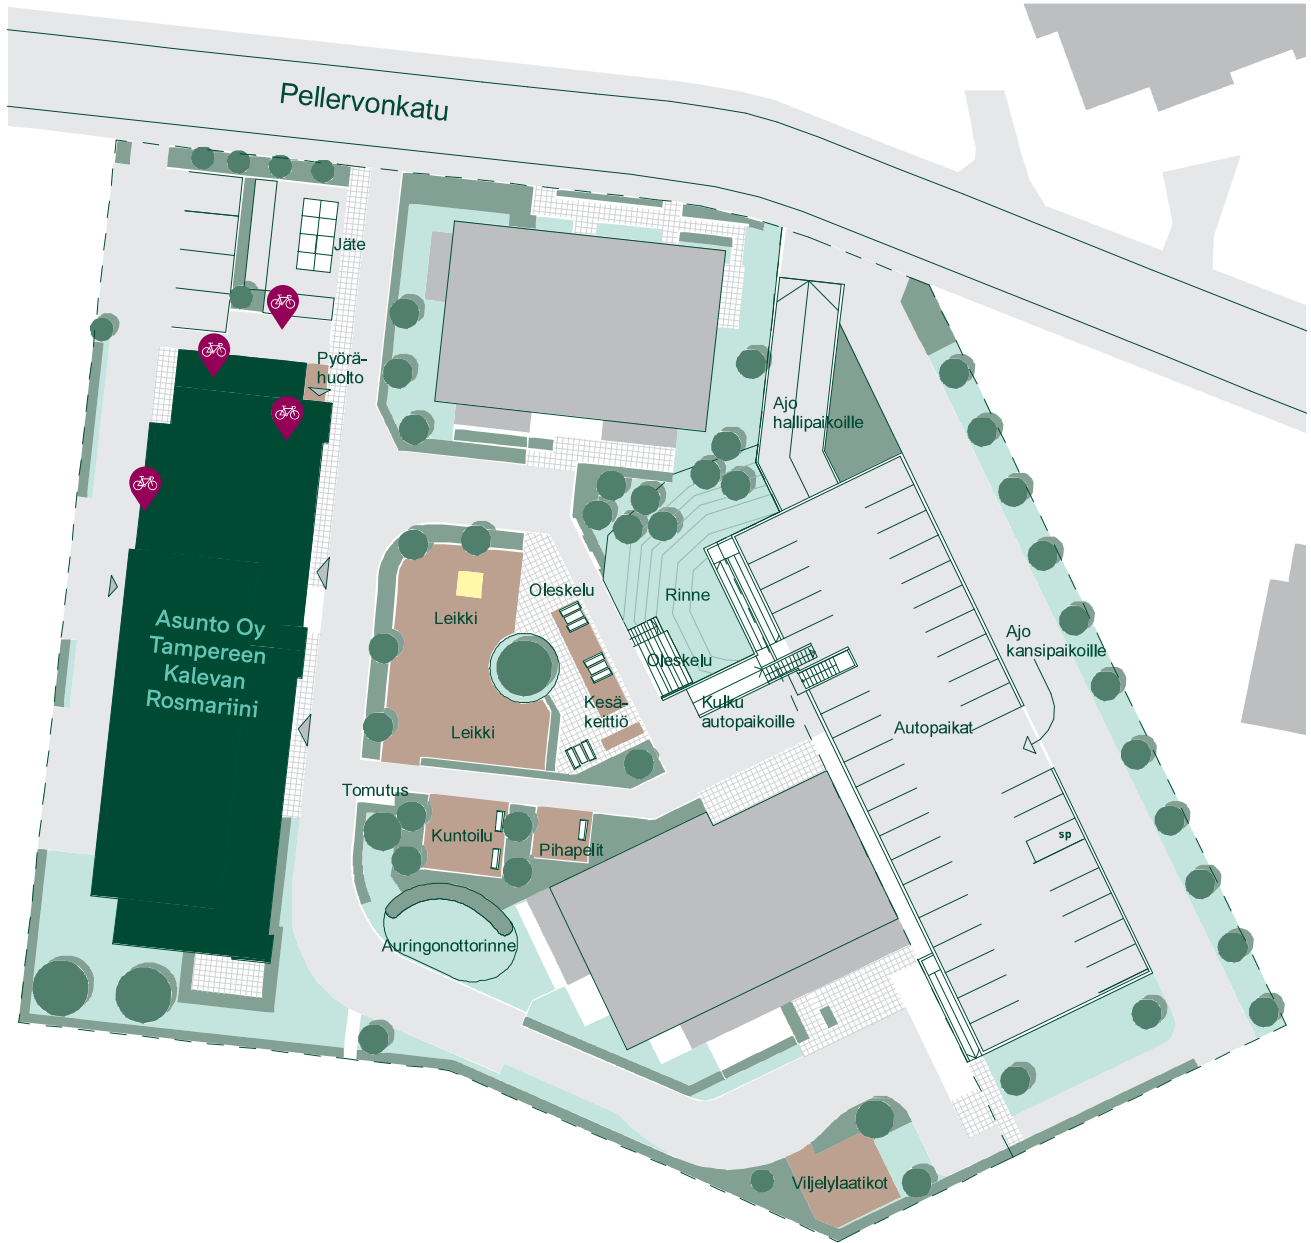 Pellervonkatu
Jäte
Pyörä-
huolto
Ajo
hallipaikoille
Oleskelu
Leikki
Rinne
Asunto Oy
Tampereen
Kalevan
Rosmariini
Ajo
kansipaikoille
Oleskelu
Kesä-
keittiö
Kulku
autopaikoille
Leikki
Autopaikat
Tomutus
Kuntoilu
Pihapelit
sp
Auringonottorinne
Viljelylaatikot